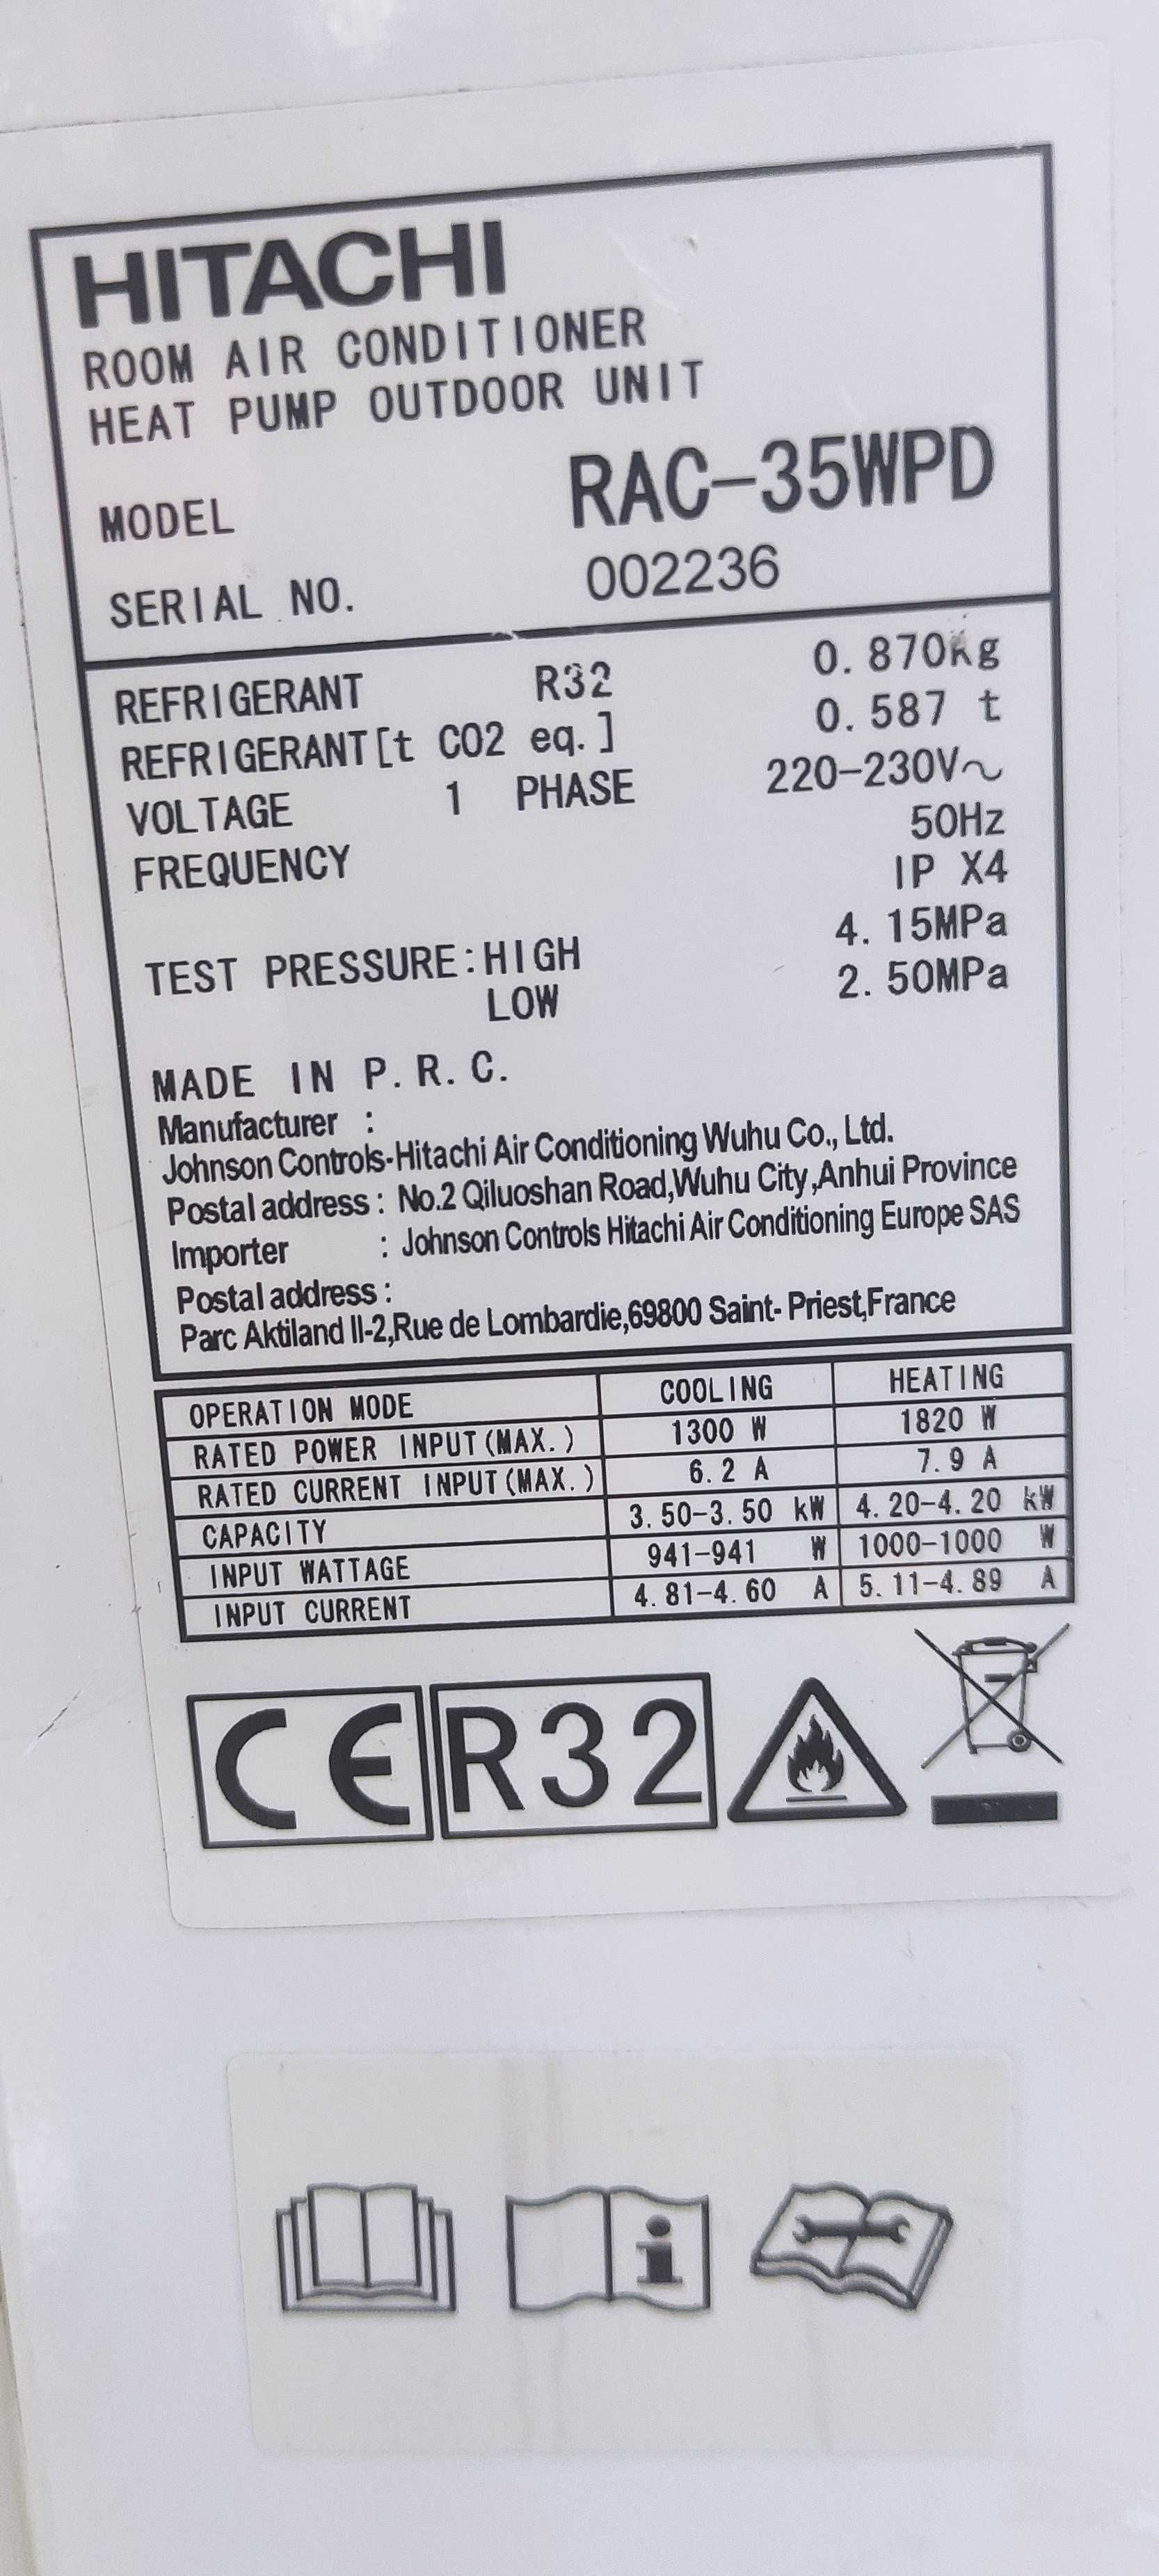 HITACHI
ROOM AIR CONDITIONER
HEAT PUMP OUTDOOR UNIT
MODEL RAC-35WPD
SERIAL NO. 002236
REFRIGERANT R32 0.870kg
REFRIGERANT[t CO2 eq.] 0.587 t
VOLTAGE 1 PHASE 220-230V~
FREQUENCY 50Hz
IP X4
TEST PRESSURE:HIGH 4.15MPa
LOW 2.50MPa
MADE IN P.R.C.
Manufacturer :
Johnson Controls-Hitachi Air Conditioning Wuhu Co., Ltd.
Postal address : No.2 Qiluoshan Road,Wuhu City,Anhui Province
Importer : Johnson Controls Hitachi Air Conditioning Europe SAS
Postal address :
Parc Aktiland II-2,Rue de Lombardie,69800 Saint- Priest,France
OPERATION MODE COOLING HEATING
RATED POWER INPUT(MAX.) 1300 W 1820 W
RATED CURRENT INPUT(MAX.) 6.2 A 7.9 A
CAPACITY 3.50-3.50 kW 4.20-4.20 kW
INPUT WATTAGE 941-941 W 1000-1000 W
INPUT CURRENT 4.81-4.60 A 5.11-4.89 A
CE R32
i